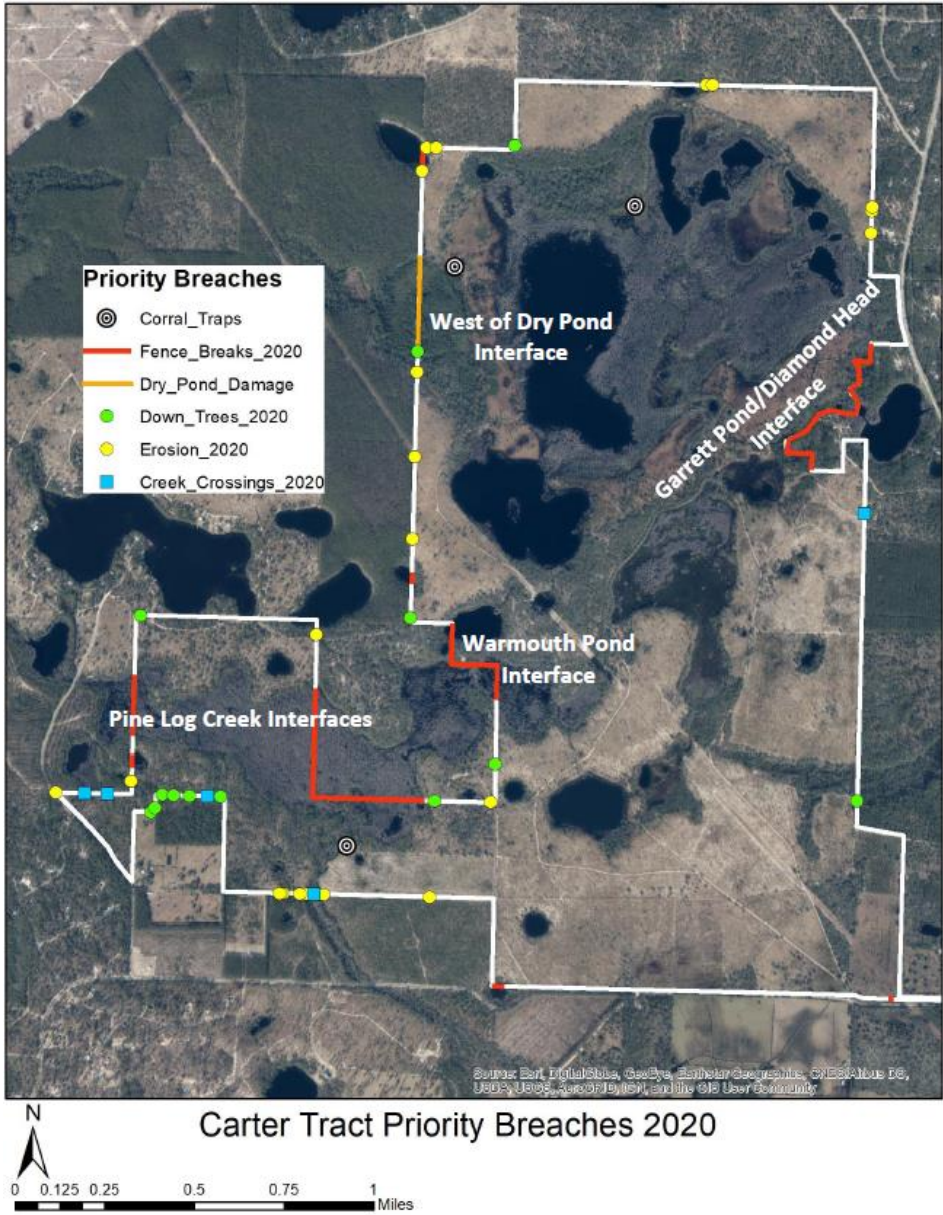 Priority Breaches
Corral_Traps
Fence_Breaks_2020
Dry_Pond_Damage
Down_Trees_2020
Erosion_2020
Creek_Crossings_2020
West of Dry Pond
Interface
Garrett Pond/Diamond Head
Interface
Warmouth Pond
Interface
Pine Log Creek Interfaces
Source: Esri, DigitalGlobe, GeoEye, Earthstar Geographics, CNES/Airbus DS,
USDA, USGS, AeroGRID, IGN, and the GIS User Community
Carter Tract Priority Breaches 2020
N
0 0.125 0.25 0.5 0.75 1
Miles